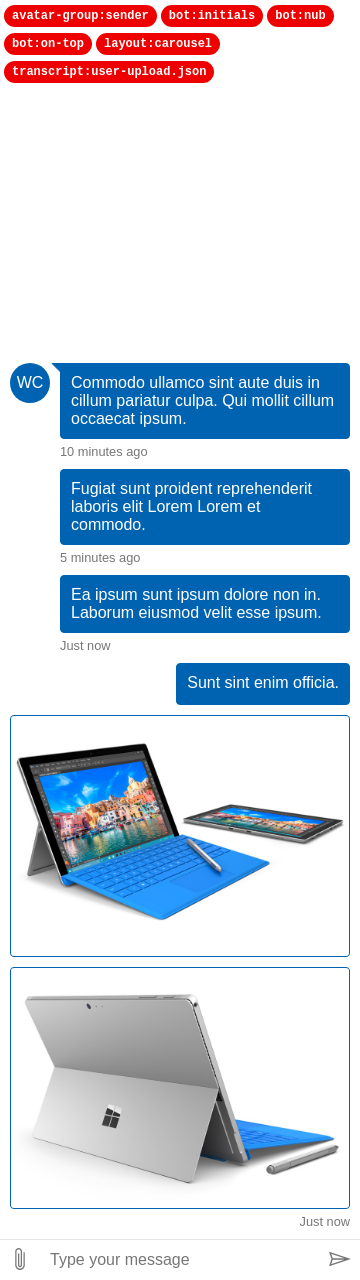 avatar-group:sender bot:initials bot:nub
bot:on-top layout:carousel
transcript:user-upload.json
WC
Commodo ullamco sint aute duis in
cillum pariatur culpa. Qui mollit cillum
occaecat ipsum.
10 minutes ago
Fugiat sunt proident reprehenderit
laboris elit Lorem Lorem et
commodo.
5 minutes ago
Ea ipsum sunt ipsum dolore non in.
Laborum eiusmod velit esse ipsum.
Just now
Sunt sint enim officia.
Just now
Type your message